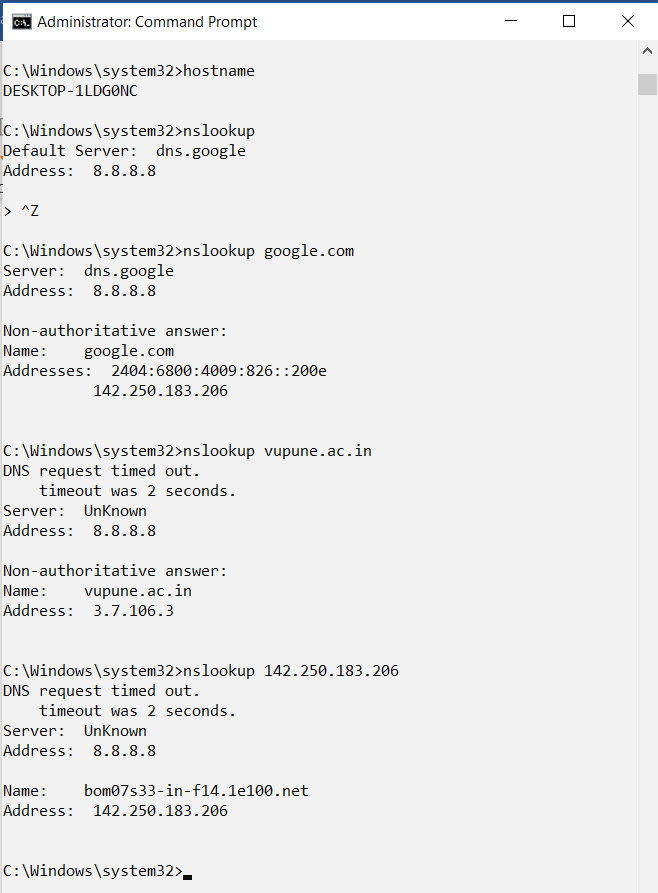 Administrator: Command Prompt
C:\Windows\system32>hostname
DESKTOP-1LDG0NC
C:\Windows\system32>nslookup
Default Server:  dns.google
Address:  8.8.8.8
> ^Z
C:\Windows\system32>nslookup google.com
Server:  dns.google
Address:  8.8.8.8
Non-authoritative answer:
Name:    google.com
Addresses:  2404:6800:4009:826::200e
          142.250.183.206
C:\Windows\system32>nslookup vupune.ac.in
DNS request timed out.
    timeout was 2 seconds.
Server:  UnKnown
Address:  8.8.8.8
Non-authoritative answer:
Name:    vupune.ac.in
Address:  3.7.106.3
C:\Windows\system32>nslookup 142.250.183.206
DNS request timed out.
    timeout was 2 seconds.
Server:  UnKnown
Address:  8.8.8.8
Name:    bom07s33-in-f14.1e100.net
Address:  142.250.183.206
C:\Windows\system32>